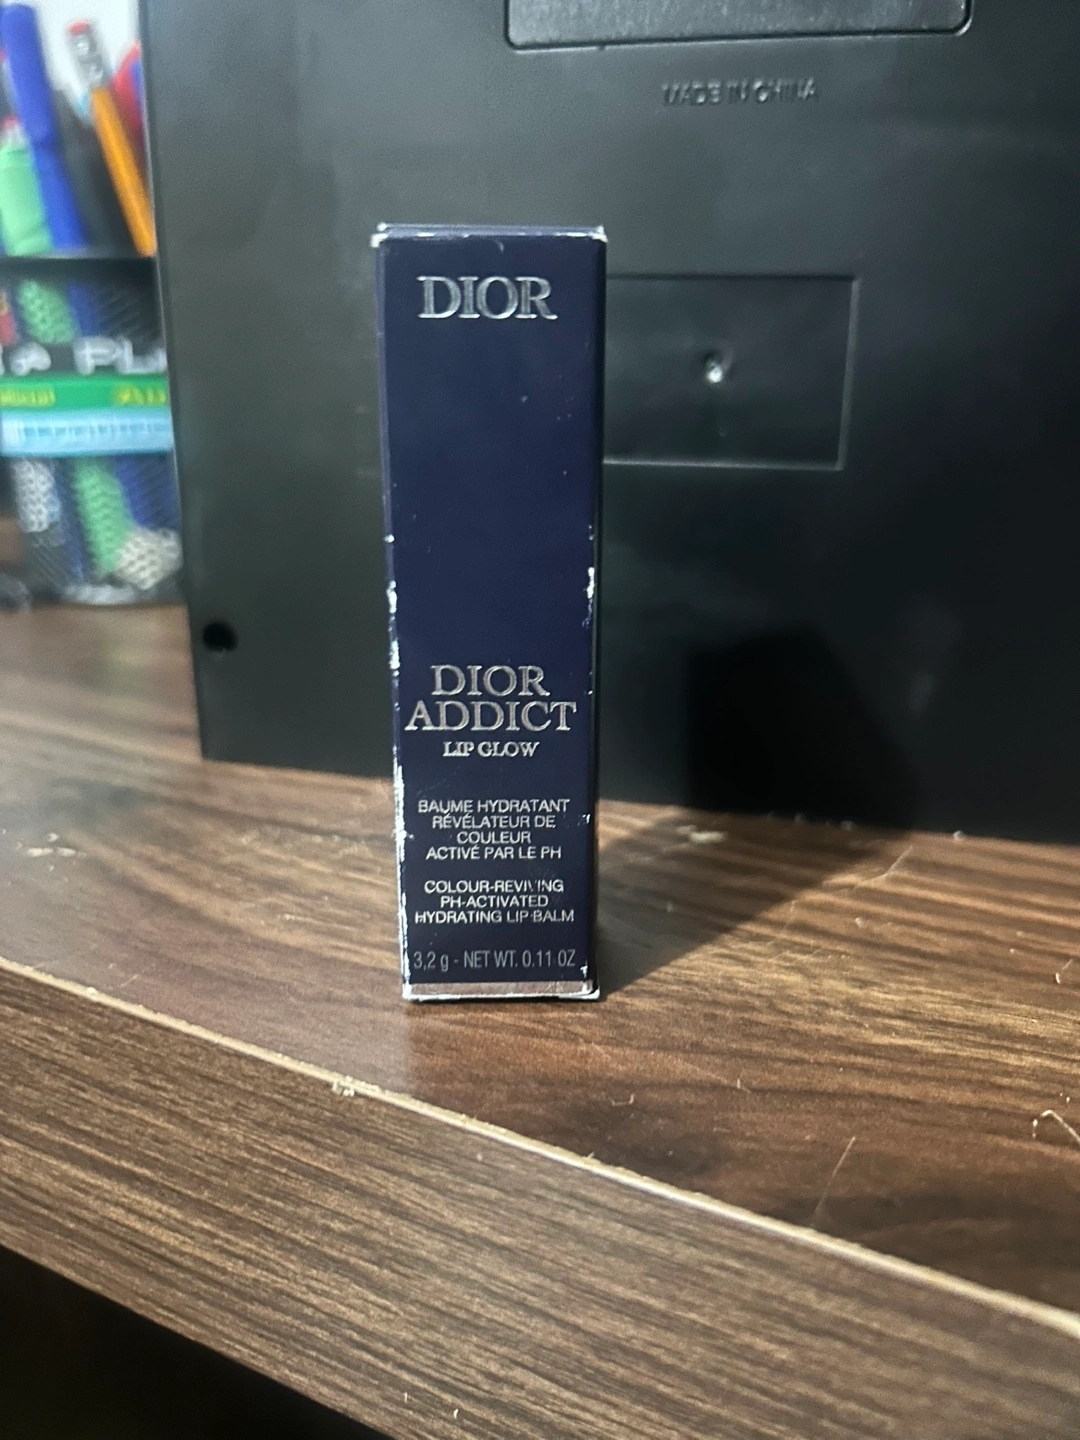 MADE IN CHINA
DIOR
DIOR
ADDICT
LIP GLOW
BAUME HYDRATANT
RÉVÉLATEUR DE
COULEUR
ACTIVÉ PAR LE PH
COLOUR-REVIVING
PH-ACTIVATED
HYDRATING LIP BALM
3,2 g - NET WT. 0.11 OZ